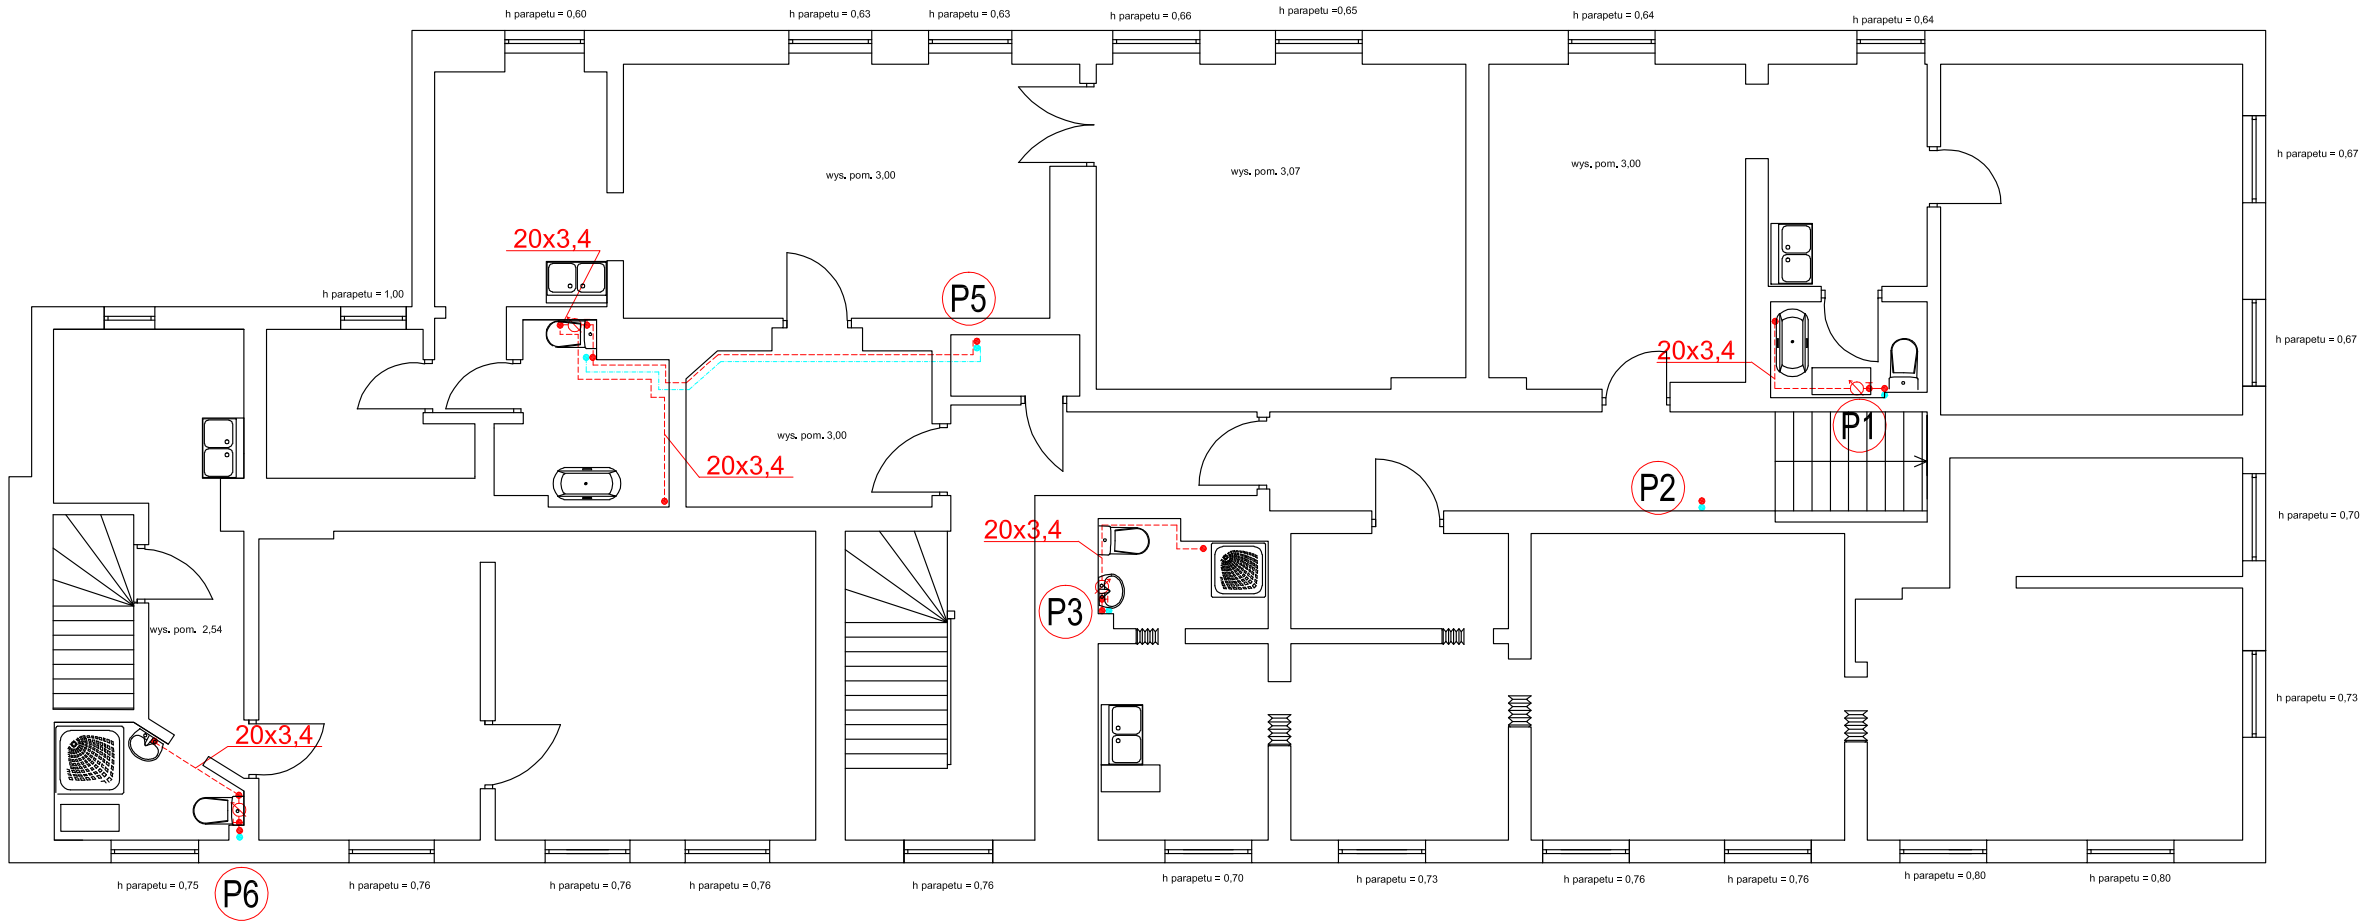 h parapetu = 0,60
h parapetu = 0,63
h parapetu = 0,63
h parapetu = 0,66
h parapetu =0,65
h parapetu = 0,64
h parapetu = 0,64
h parapetu = 0,67
wys. pom. 3,00
wys. pom. 3,07
wys. pom. 3,00
20x3,4
h parapetu = 1,00
P5
h parapetu = 0,67
20x3,4
P1
wys. pom. 3,00
20x3,4
P2
h parapetu = 0,70
20x3,4
P3
wys. pom. 2,54
h parapetu = 0,73
20x3,4
h parapetu = 0,75
P6
h parapetu = 0,76
h parapetu = 0,76
h parapetu = 0,76
h parapetu = 0,76
h parapetu = 0,70
h parapetu = 0,73
h parapetu = 0,76
h parapetu = 0,76
h parapetu = 0,80
h parapetu = 0,80